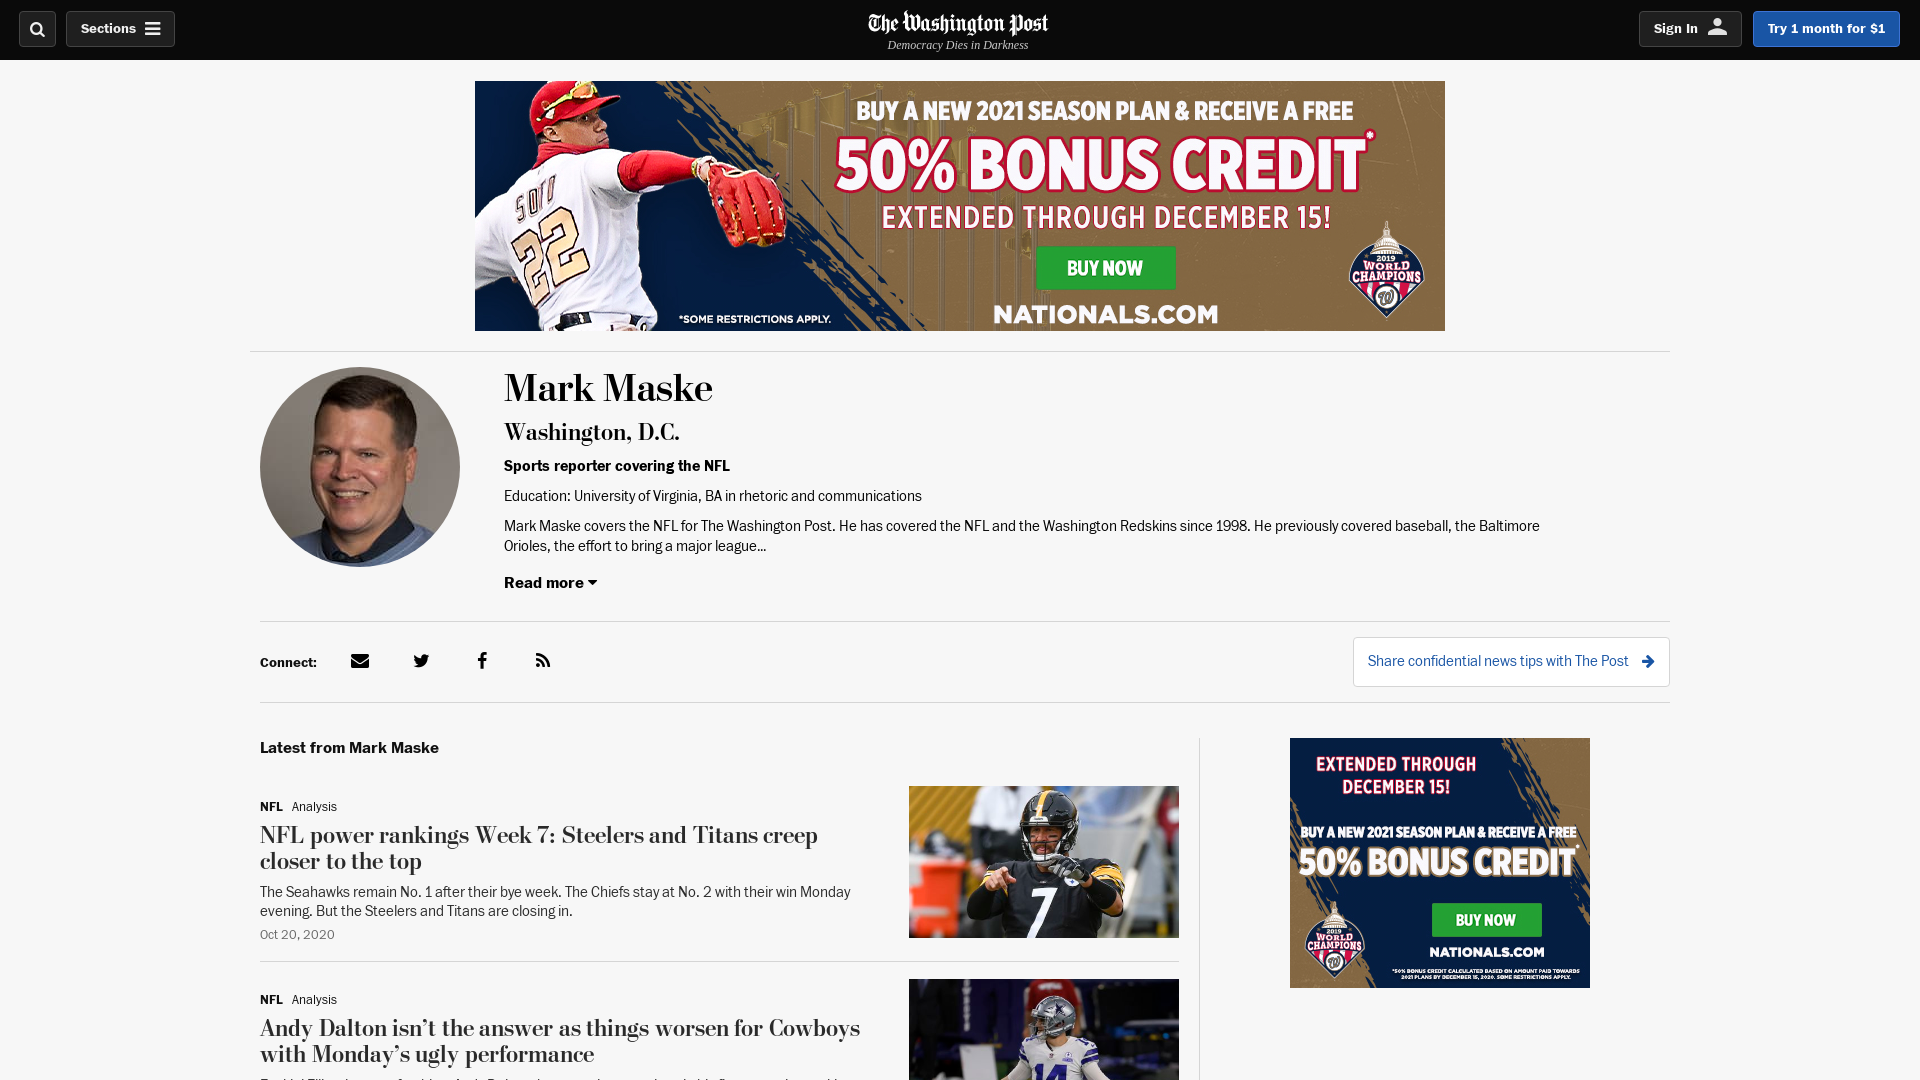 Sections
The Washington Post
Democracy Dies in Darkness
Sign In
Try 1 month for $1
BUY A NEW 2021 SEASON PLAN & RECEIVE A FREE
50% BONUS CREDIT*
EXTENDED THROUGH DECEMBER 15!
SOTO
22
BUY NOW
2019
WORLD
CHAMPIONS
W
*SOME RESTRICTIONS APPLY.
NATIONALS.COM
Mark Maske
Washington, D.C.
Sports reporter covering the NFL
Education: University of Virginia, BA in rhetoric and communications
Mark Maske covers the NFL for The Washington Post. He has covered the NFL and the Washington Redskins since 1998. He previously covered baseball, the Baltimore
Orioles, the effort to bring a major league...
Read more
Connect:
Share confidential news tips with The Post
Latest from Mark Maske
NFL Analysis
NFL power rankings Week 7: Steelers and Titans creep
closer to the top
The Seahawks remain No. 1 after their bye week. The Chiefs stay at No. 2 with their win Monday
evening. But the Steelers and Titans are closing in.
Oct 20, 2020
7
NFL Analysis
Andy Dalton isn’t the answer as things worsen for Cowboys
with Monday’s ugly performance
14
EXTENDED THROUGH
DECEMBER 15!
BUY A NEW 2021 SEASON PLAN & RECEIVE A FREE
50% BONUS CREDIT*
BUY NOW
2019
WORLD
CHAMPIONS
W
NATIONALS.COM
*50% BONUS CREDIT CALCULATED BASED ON AMOUNT PAID TOWARDS
2021 PLANS BY DECEMBER 15, 2020. SOME RESTRICTIONS APPLY.